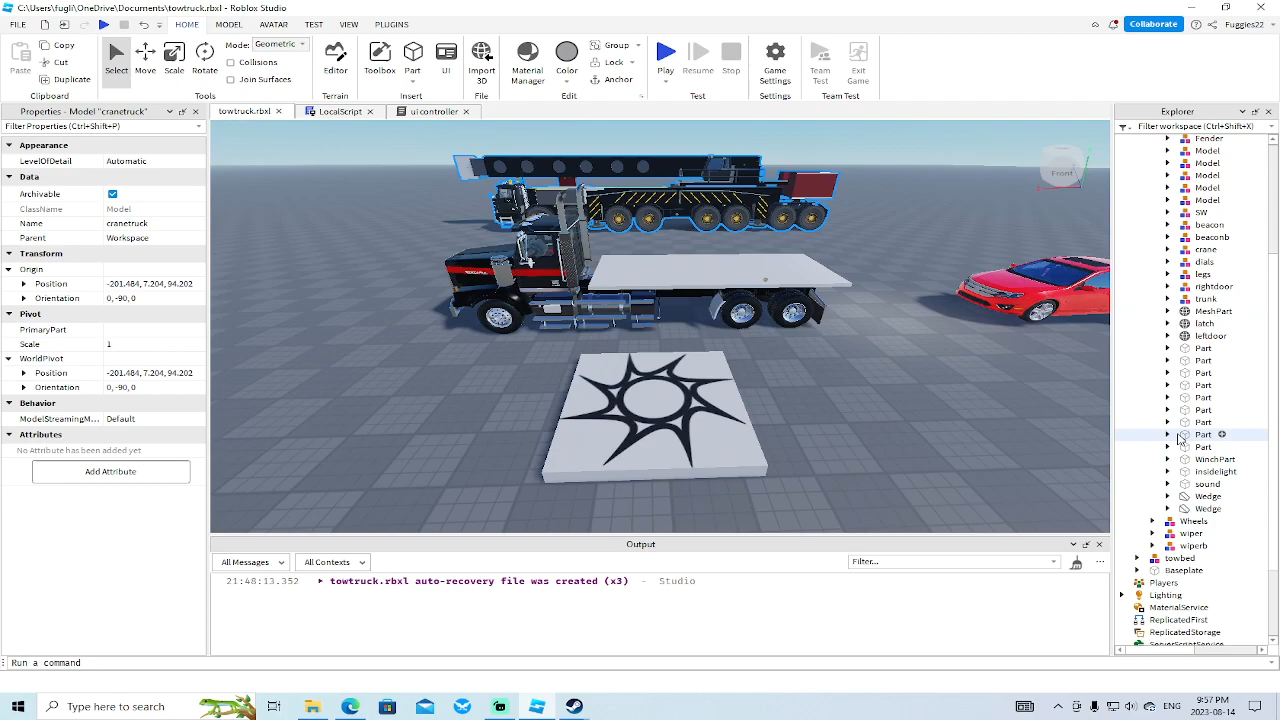 C:\Users\fugl\OneDrive\Documents\towtruck.rbxl - Roblox Studio
FILE HOME MODEL AVATAR TEST VIEW PLUGINS Collaborate Fuggies22
Paste Copy Cut Duplicate Clipboard
Select Move Scale Rotate Mode: Geometric Collisions Join Surfaces Tools
Editor Terrain
Toolbox Part UI Insert
Import 3D File
Material Manager Color Group Lock Anchor Edit
Play Resume Stop Test
Game Settings Settings
Team Test Exit Game Team Test
Properties - Model "cranetruck"
Filter Properties (Ctrl+Shift+P)
Appearance
LevelOfDetail Automatic
Data
Archivable
ClassName Model
Name cranetruck
Parent Workspace
Transform
Origin
Position -201.484, 7.204, 94.202
Orientation 0, -90, 0
Pivot
PrimaryPart
Scale 1
WorldPivot
Position -201.484, 7.204, 94.202
Orientation 0, -90, 0
Behavior
ModelStreamingM... Default
Attributes
No Attribute has been added yet
Add Attribute
towtruck.rbxl LocalScript ui controller
Front
Output
All Messages All Contexts Filter...
21:48:13.352 towtruck.rbxl auto-recovery file was created (x3) - Studio
Explorer
Filter workspace (Ctrl+Shift+X)
Fender
Model
Model
Model
Model
Model
SW
beacon
beaconb
crane
dials
legs
rightdoor
trunk
MeshPart
latch
leftdoor
Part
Part
Part
Part
Part
Part
Part
Part
Part
WinchPart
insidelight
sound
Wedge
Wedge
Wheels
wiper
wiperb
towbed
Baseplate
Players
Lighting
MaterialService
ReplicatedFirst
ReplicatedStorage
ServerScriptService
Run a command
Type here to search
ENG
9:57 PM
2023-08-14